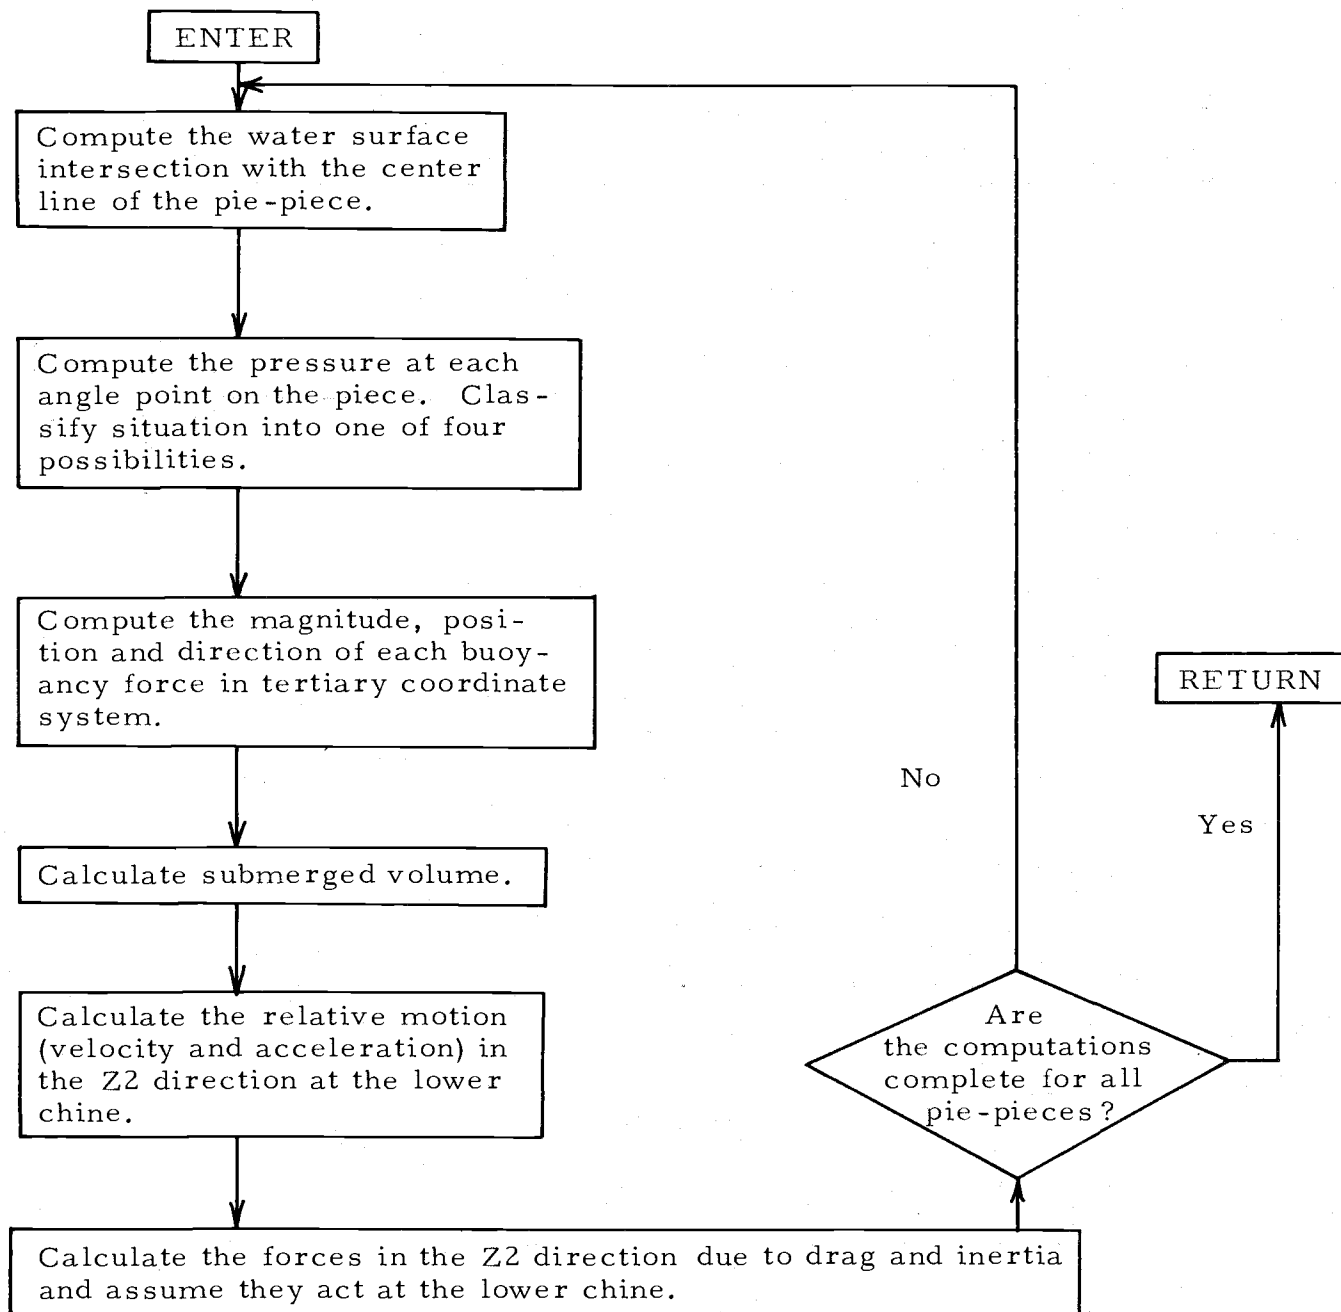 ENTER
Compute the water surface
intersection with the center
line of the pie-piece.
Compute the pressure at each
angle point on the piece. Clas-
sify situation into one of four
possibilities.
Compute the magnitude, posi-
tion and direction of each buoy-
ancy force in tertiary coordinate
system.
Calculate submerged volume.
Calculate the relative motion
(velocity and acceleration) in
the Z2 direction at the lower
chine.
Calculate the forces in the Z2 direction due to drag and inertia
and assume they act at the lower chine.
Are
the computations
complete for all
pie-pieces?
No
Yes
RETURN